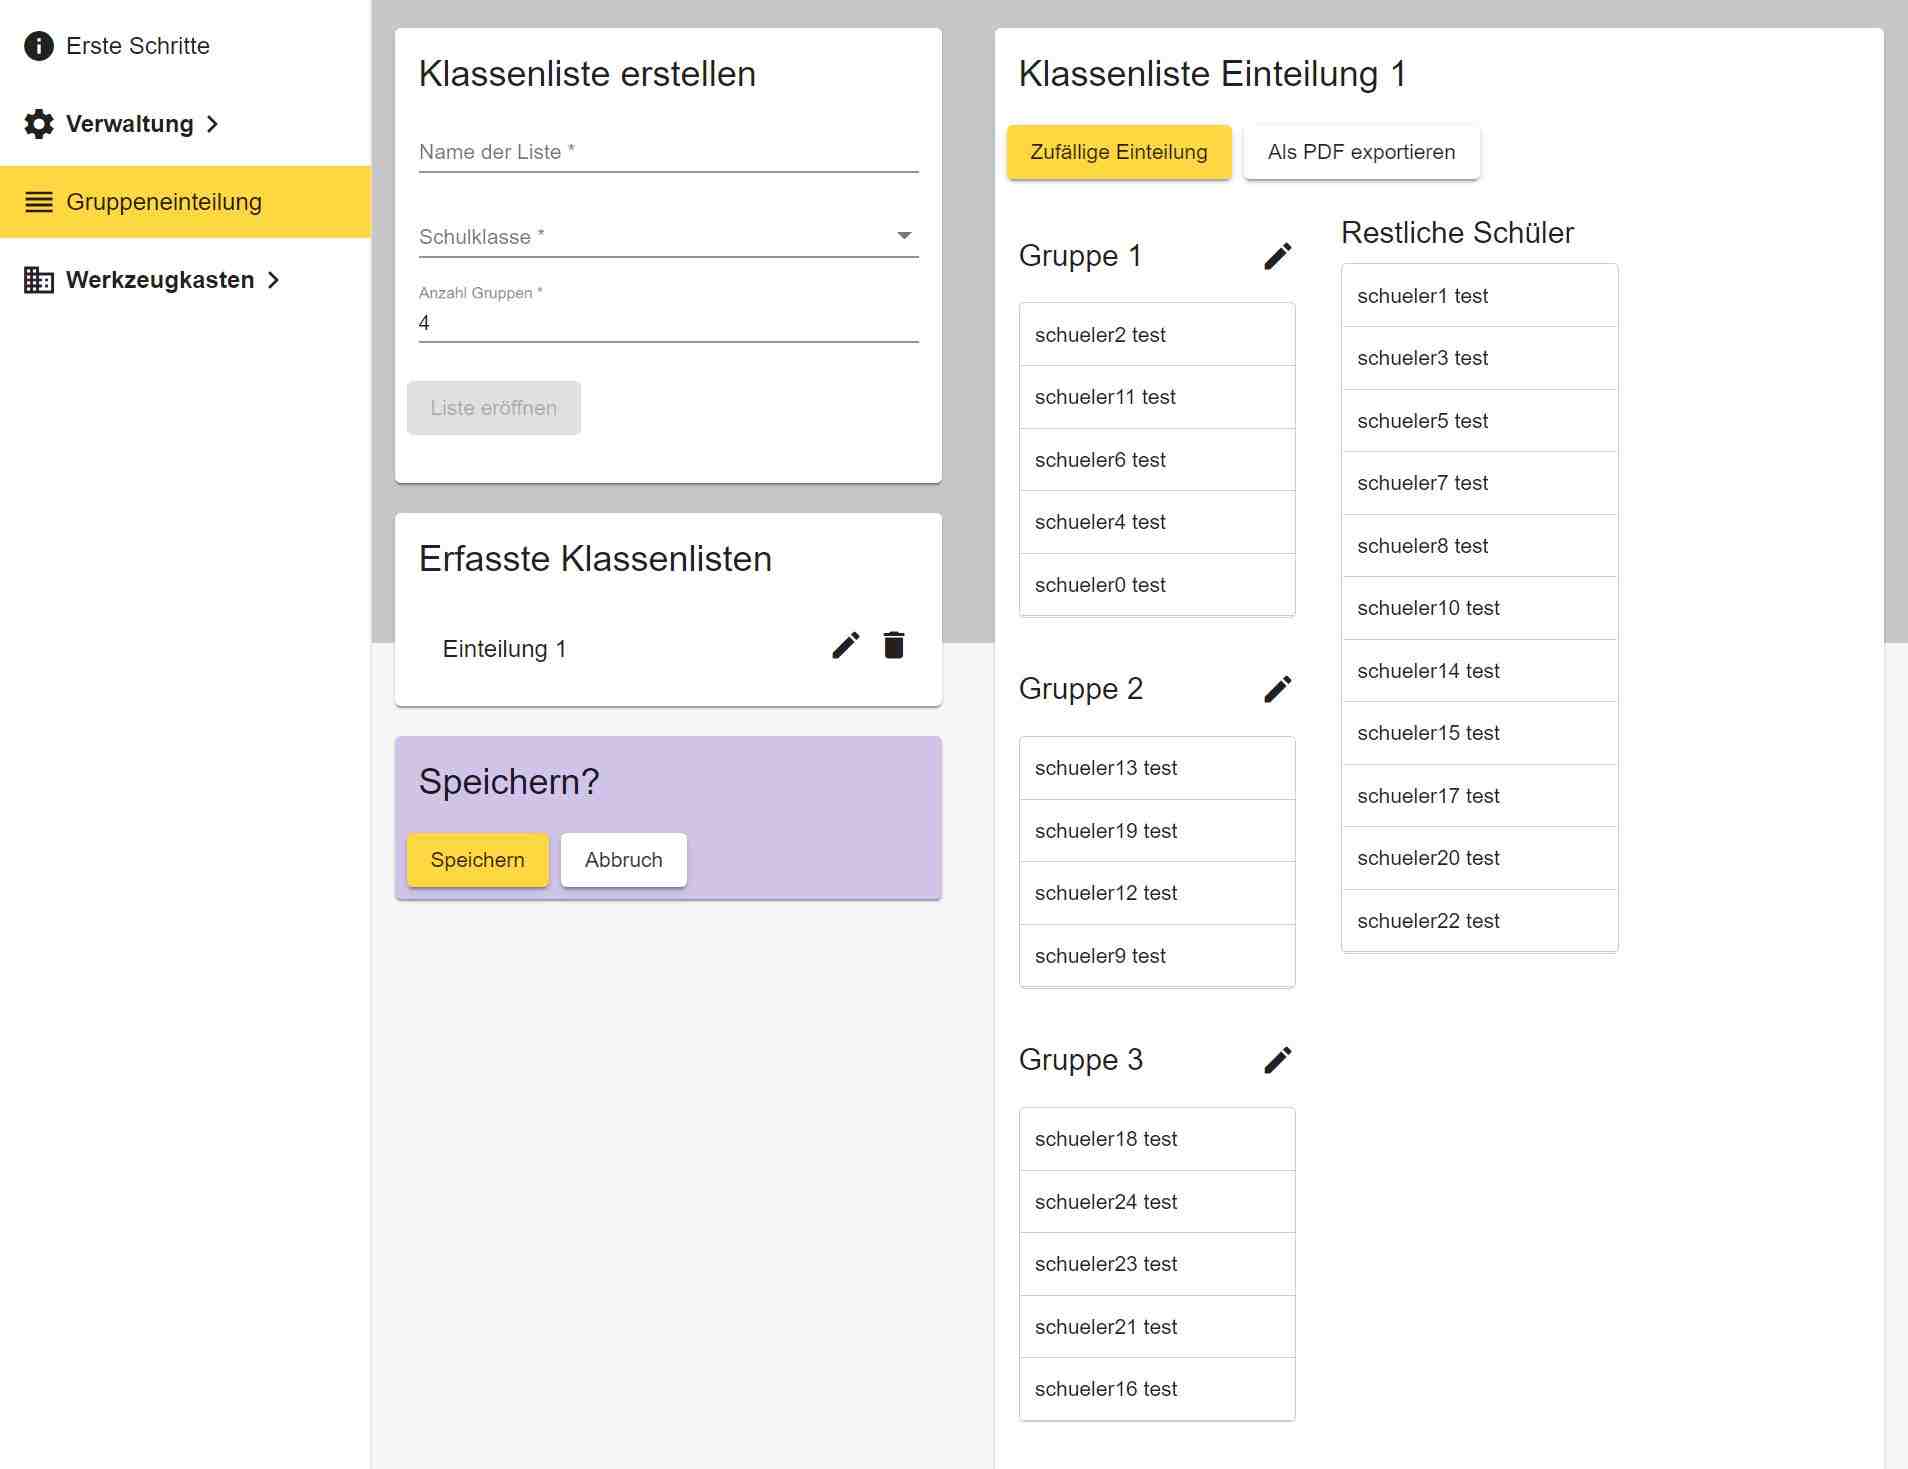 Erste Schritte
Verwaltung
Gruppeneinteilung
Werkzeugkasten
Klassenliste erstellen
Name der Liste *
Schulklasse *
Anzahl Gruppen *
4
Liste eröffnen
Erfasste Klassenlisten
Einteilung 1
Speichern?
Speichern
Abbruch
Klassenliste Einteilung 1
Zufällige Einteilung
Als PDF exportieren
Gruppe 1
schueler2 test
schueler11 test
schueler6 test
schueler4 test
schueler0 test
Gruppe 2
schueler13 test
schueler19 test
schueler12 test
schueler9 test
Gruppe 3
schueler18 test
schueler24 test
schueler23 test
schueler21 test
schueler16 test
Restliche Schüler
schueler1 test
schueler3 test
schueler5 test
schueler7 test
schueler8 test
schueler10 test
schueler14 test
schueler15 test
schueler17 test
schueler20 test
schueler22 test